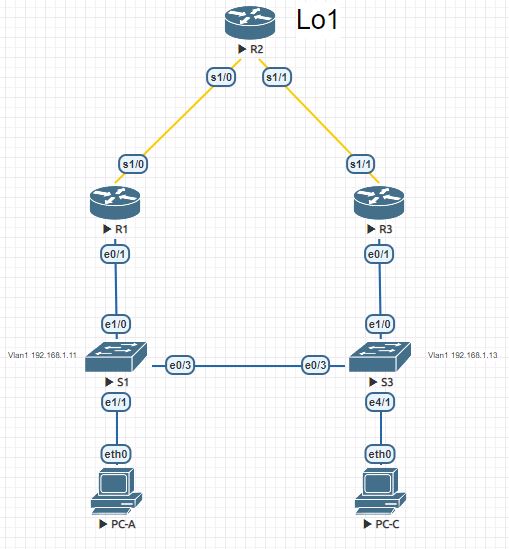 Lo1
R2
s1/0
s1/1
s1/0
s1/1
R1
R3
e0/1
e0/1
e1/0
e1/0
Vlan1 192.168.1.11
Vlan1 192.168.1.13
e0/3
e0/3
S1
S3
e1/1
e4/1
eth0
eth0
PC-A
PC-C